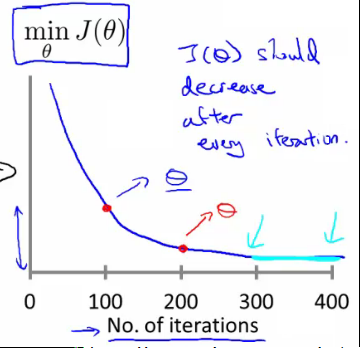 min J(θ)
θ
J(θ) should
decrease
after
every iteration.
θ
θ
0 100 200 300 400
No. of iterations